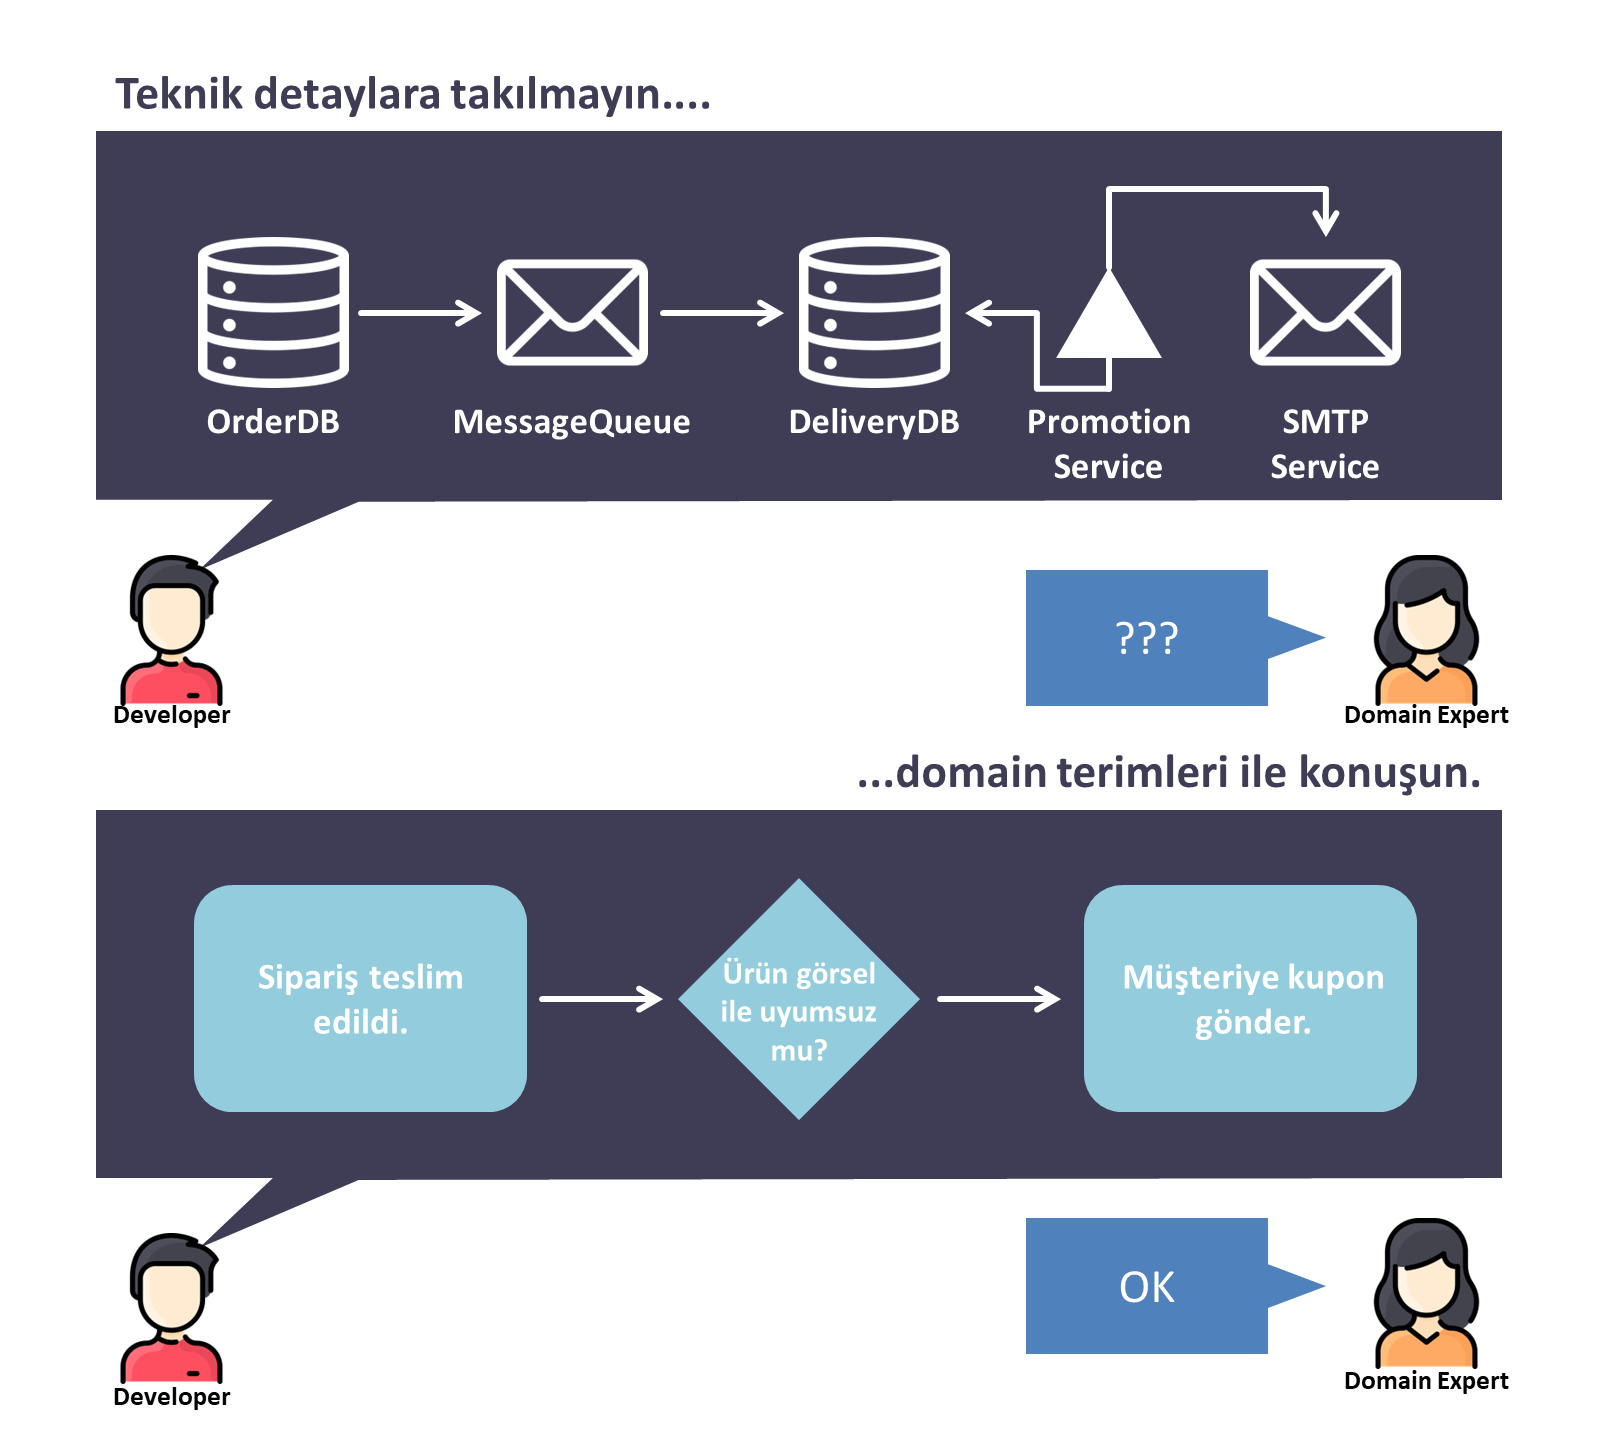 Teknik detaylara takılmayın....
OrderDB
MessageQueue
DeliveryDB
Promotion
Service
SMTP
Service
???
Developer
Domain Expert
...domain terimleri ile konuşun.
Sipariş teslim
edildi.
Ürün görsel
ile uyumsuz
mu?
Müşteriye kupon
gönder.
OK
Developer
Domain Expert